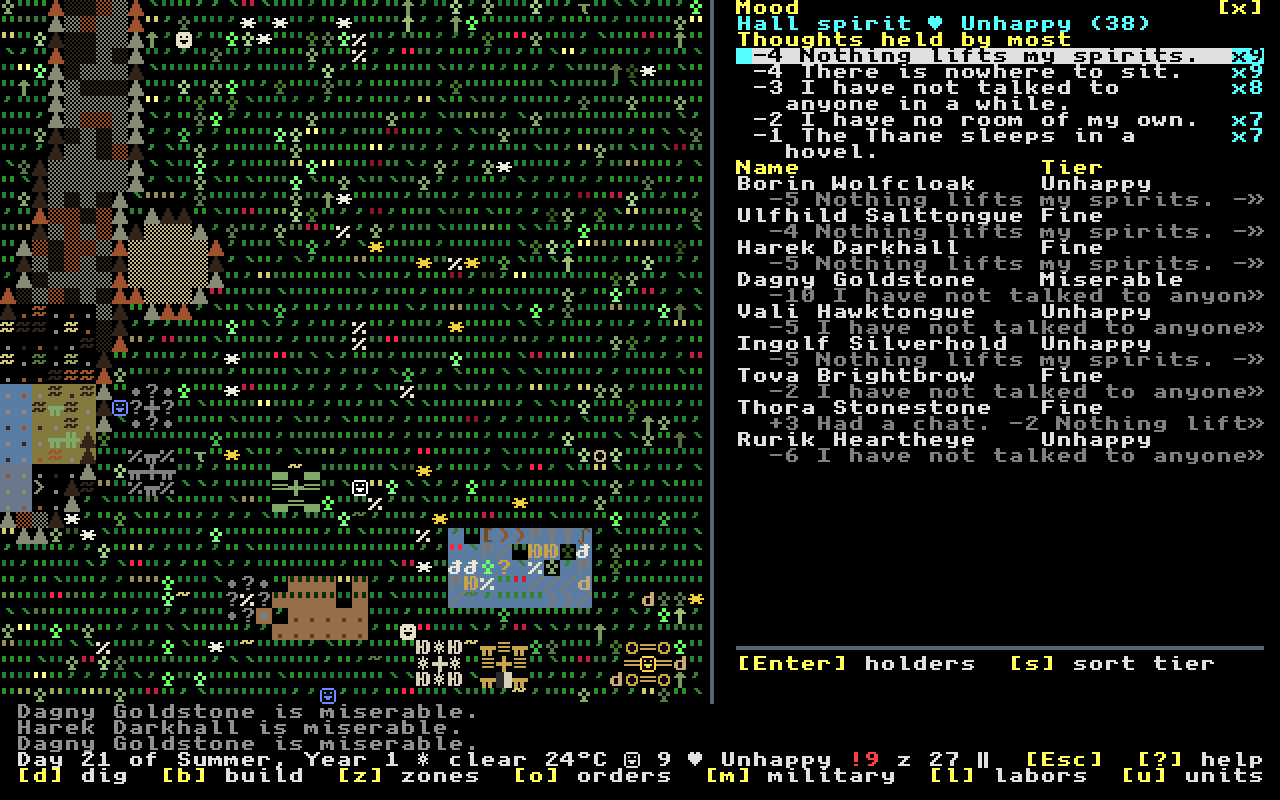 Mood [x]
Hall spirit ♥ Unhappy (38)
Thoughts held by most
-4 Nothing lifts my spirits. x9
-4 There is nowhere to sit. x9
-3 I have not talked to x8
anyone in a while.
-2 I have no room of my own. x7
-1 The Thane sleeps in a x7
hovel.
Name Tier
Borin Wolfcloak Unhappy
-5 Nothing lifts my spirits. -»
Ulfhild Salttongue Fine
-4 Nothing lifts my spirits. -»
Harek Darkhall Fine
-5 Nothing lifts my spirits. -»
Dagny Goldstone Miserable
-10 I have not talked to anyon»
Vali Hawktongue Unhappy
-5 I have not talked to anyone»
Ingolf Silverhold Unhappy
-5 Nothing lifts my spirits. -»
Tova Brightbrow Fine
-2 I have not talked to anyone»
Thora Stonestone Fine
+3 Had a chat. -2 Nothing lift»
Rurik Heartheye Unhappy
-6 I have not talked to anyone»
[Enter] holders [s] sort tier
Dagny Goldstone is miserable.
Harek Darkhall is miserable.
Dagny Goldstone is miserable.
Day 21 of Summer, Year 1 * clear 24°C ☺ 9 ♥ Unhappy !9 z 27 ‖ [Esc] [?] help
[d] dig [b] build [z] zones [o] orders [m] military [l] labors [u] units